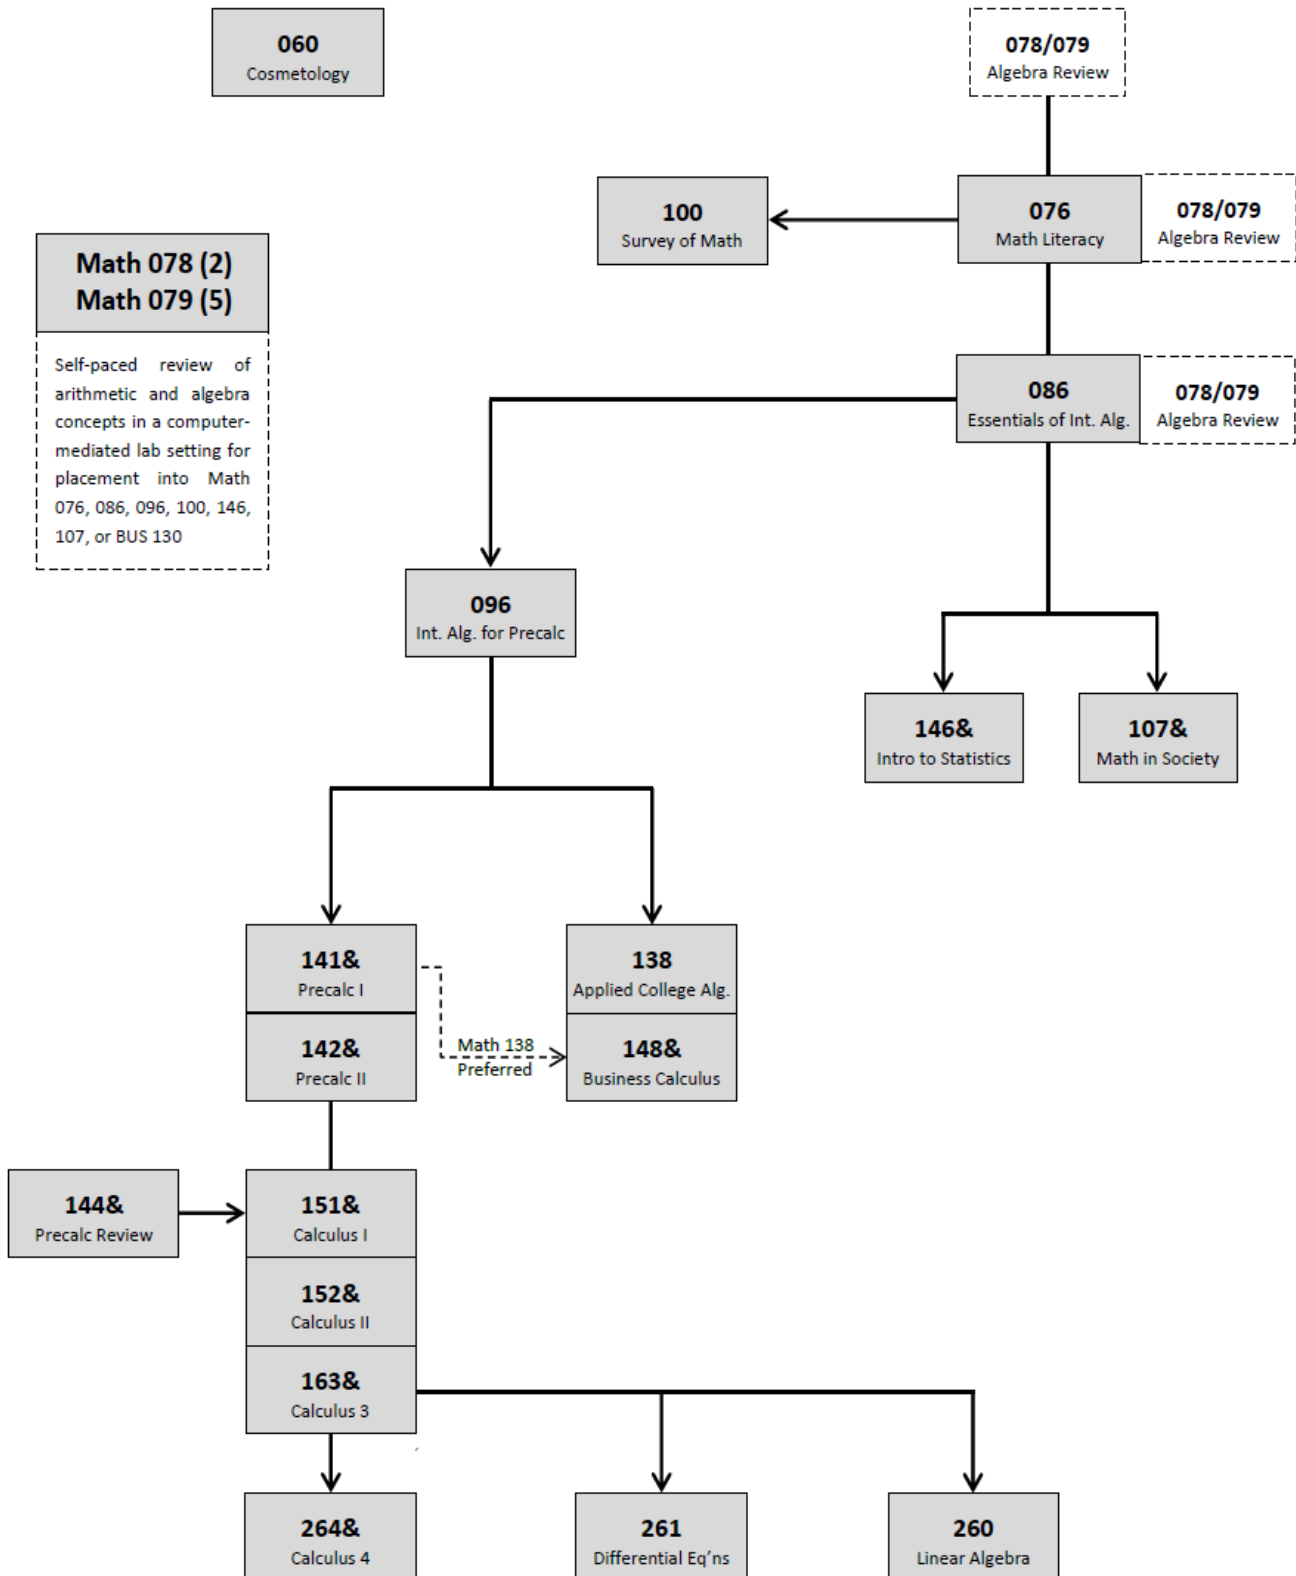 060
Cosmetology
078/079
Algebra Review
100
Survey of Math
076
Math Literacy
078/079
Algebra Review
Math 078 (2)
Math 079 (5)
Self-paced review of
arithmetic and algebra
concepts in a computer-
mediated lab setting for
placement into Math
076, 086, 096, 100, 146,
107, or BUS 130
086
Essentials of Int. Alg.
078/079
Algebra Review
096
Int. Alg. for Precalc
146&
Intro to Statistics
107&
Math in Society
141&
Precalc I
138
Applied College Alg.
142&
Precalc II
Math 138
Preferred
148&
Business Calculus
144&
Precalc Review
151&
Calculus I
152&
Calculus II
163&
Calculus 3
264&
Calculus 4
261
Differential Eq'ns
260
Linear Algebra